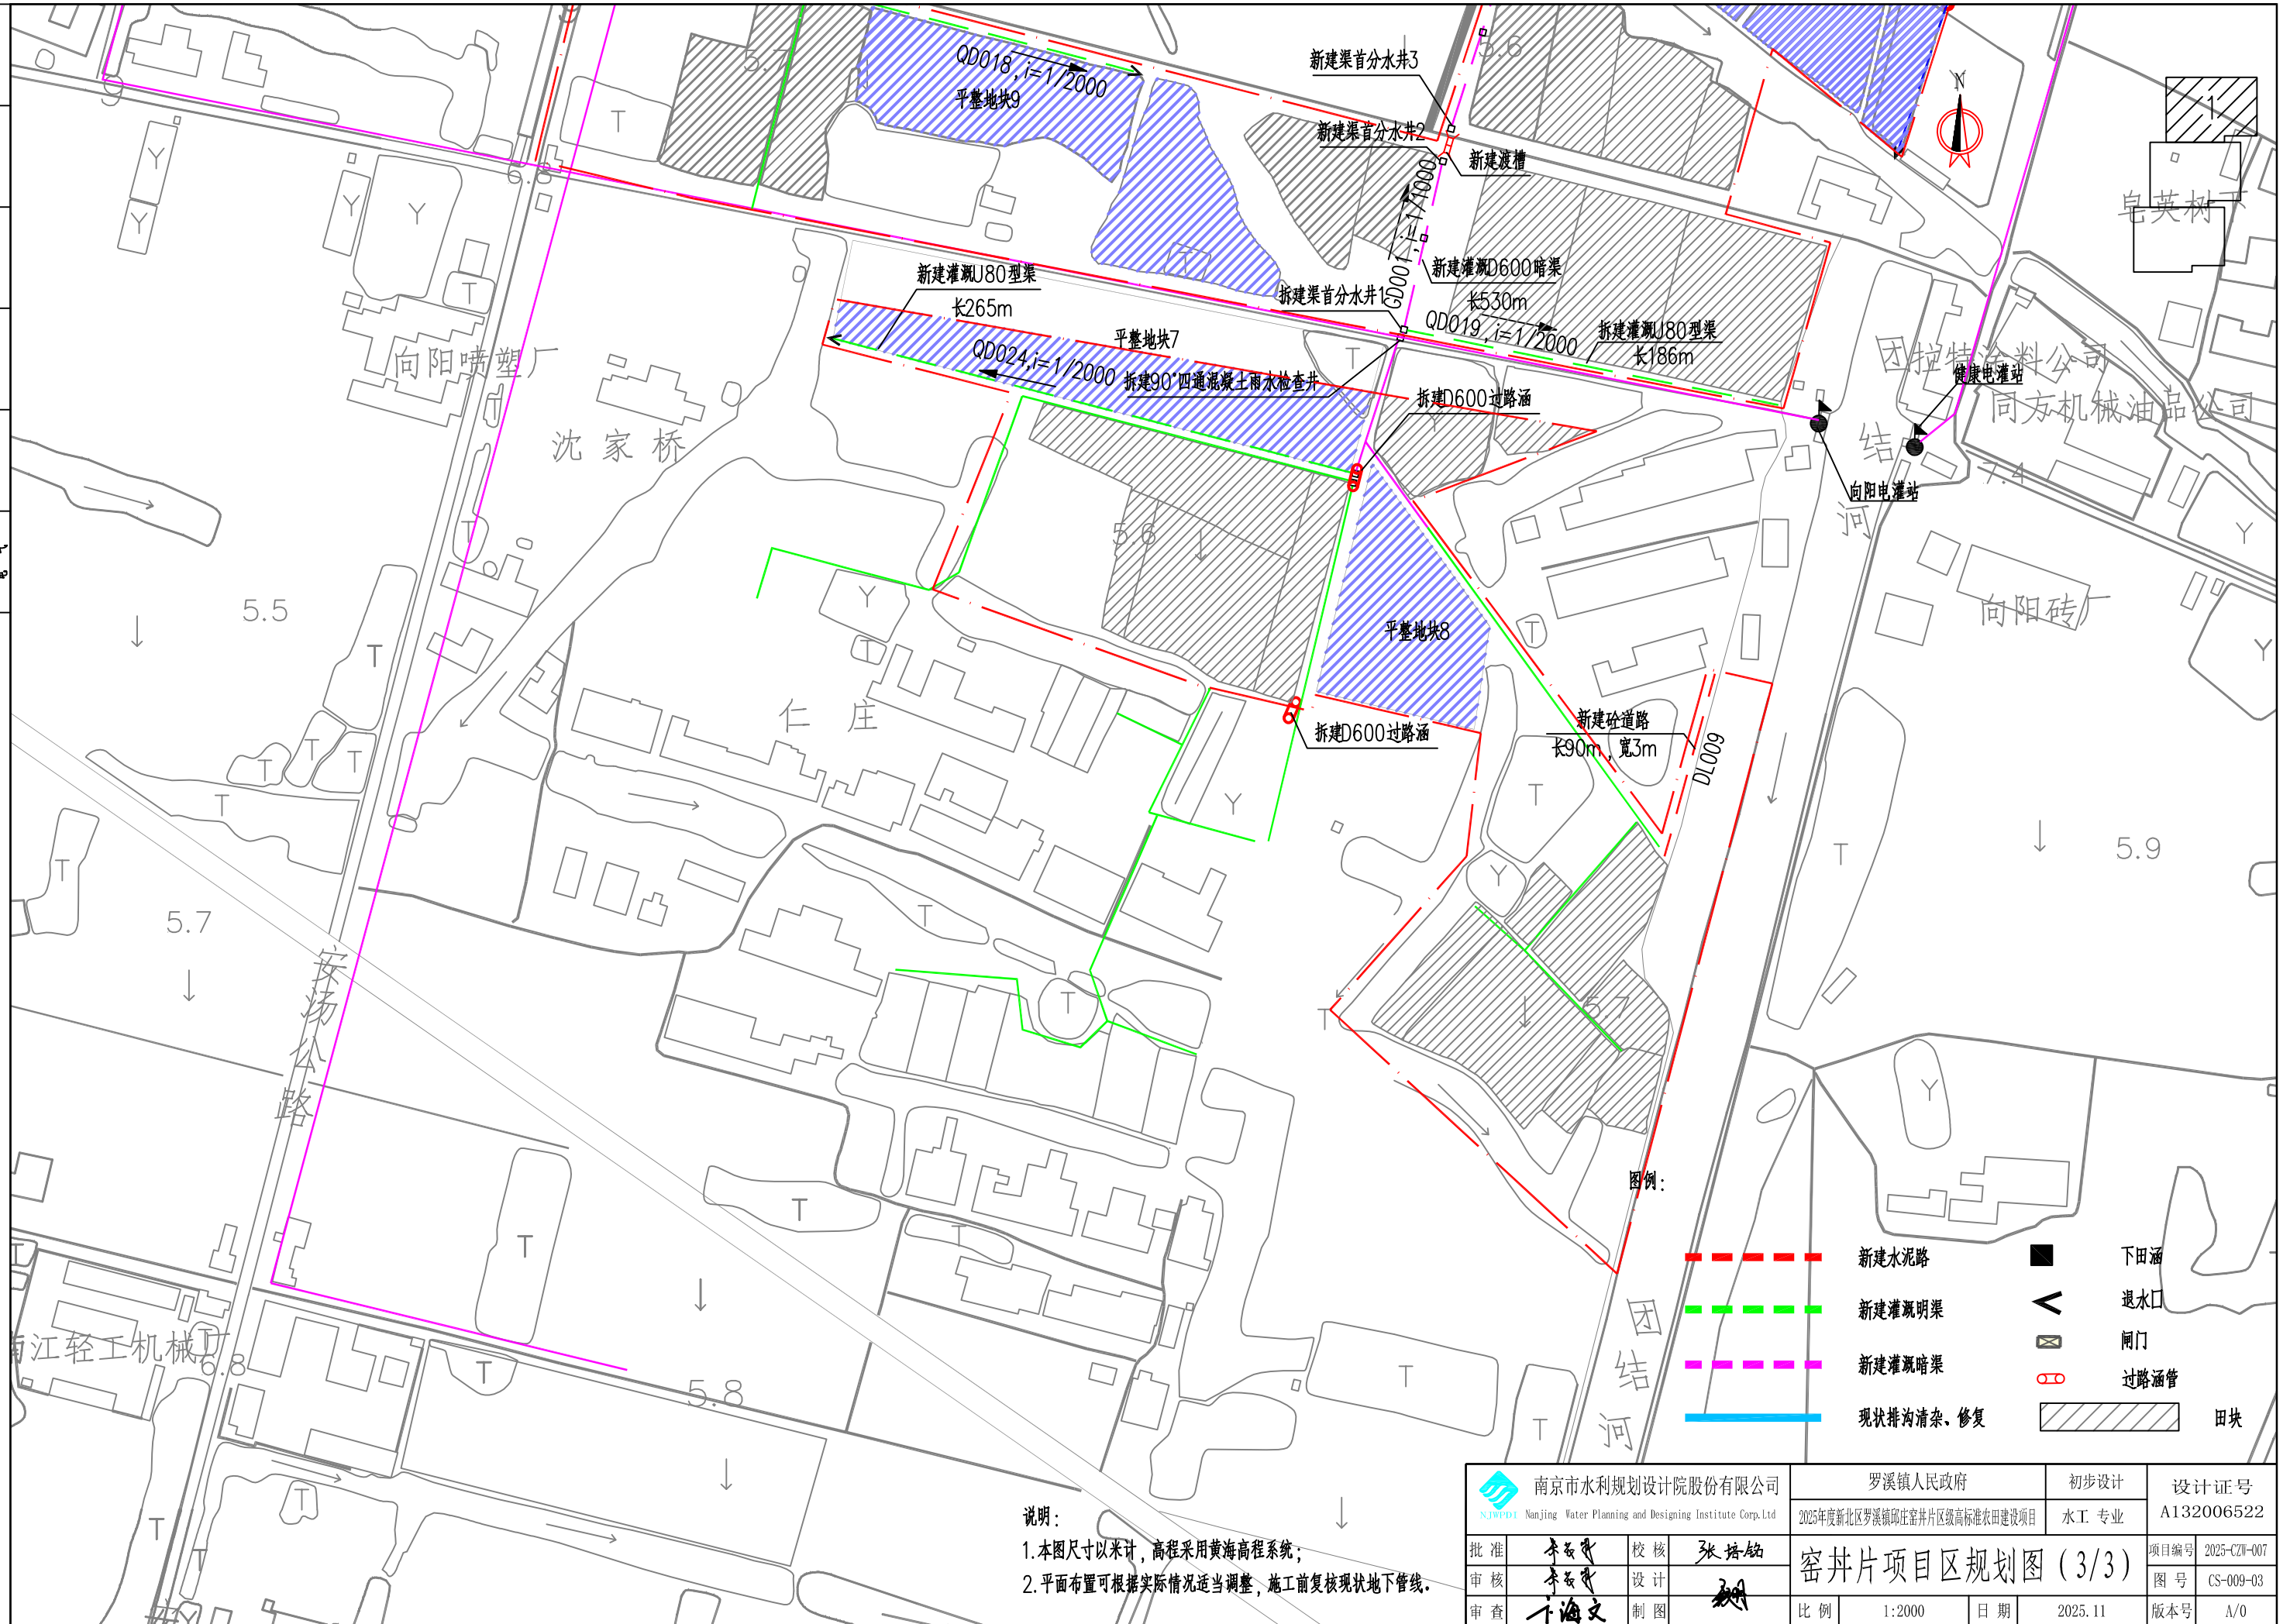 5.7
QD018, i=1/2000
平整地块9
新建渠首分水井3
5.6
N
1
新建渠首分水井2
新建渡槽
GD001, i=1/1000
T
Y
Y
Y
Y
6.8
T
皂英树下
新建灌溉U80型渠
长265m
新建灌溉D600暗渠
长530m
拆建渠首分水井1
QD019, i=1/2000
拆建灌溉U80型渠
长186m
平整地块7
QD024,i=1/2000
拆建90°四通混凝土雨水检查井
拆建D600过路涵
向阳喷塑厂
沈家桥
团拉特涂料公司
健康电灌站
同方机械油品公司
向阳电灌站
7.4
团结河
5.6
5.5
向阳砖厂
平整地块8
仁庄
拆建D600过路涵
新建砼道路
长90m, 宽3m
DL009
5.9
5.7
安汤公路
5.7
图例:
新建水泥路
下田涵
新建灌溉明渠
退水口
闸门
新建灌溉暗渠
过路涵管
现状排沟清杂、修复
田块
团结河
南江轻工机械厂
6.8
5.8
说明:
1.本图尺寸以米计, 高程采用黄海高程系统;
2.平面布置可根据实际情况适当调整, 施工前复核现状地下管线.
NJWPDI
南京市水利规划设计院股份有限公司
Nanjing Water Planning and Designing Institute Corp.Ltd
罗溪镇人民政府
初步设计
设计证号
2025年度新北区罗溪镇邱庄窑井片区级高标准农田建设项目
水工 专业
A132006522
批准
校核
窑井片项目区规划图 (3/3)
项目编号 2025-CZW-007
审核
设计
图号 CS-009-03
审查
制图
比例 1:2000 日期 2025.11 版本号 A/0